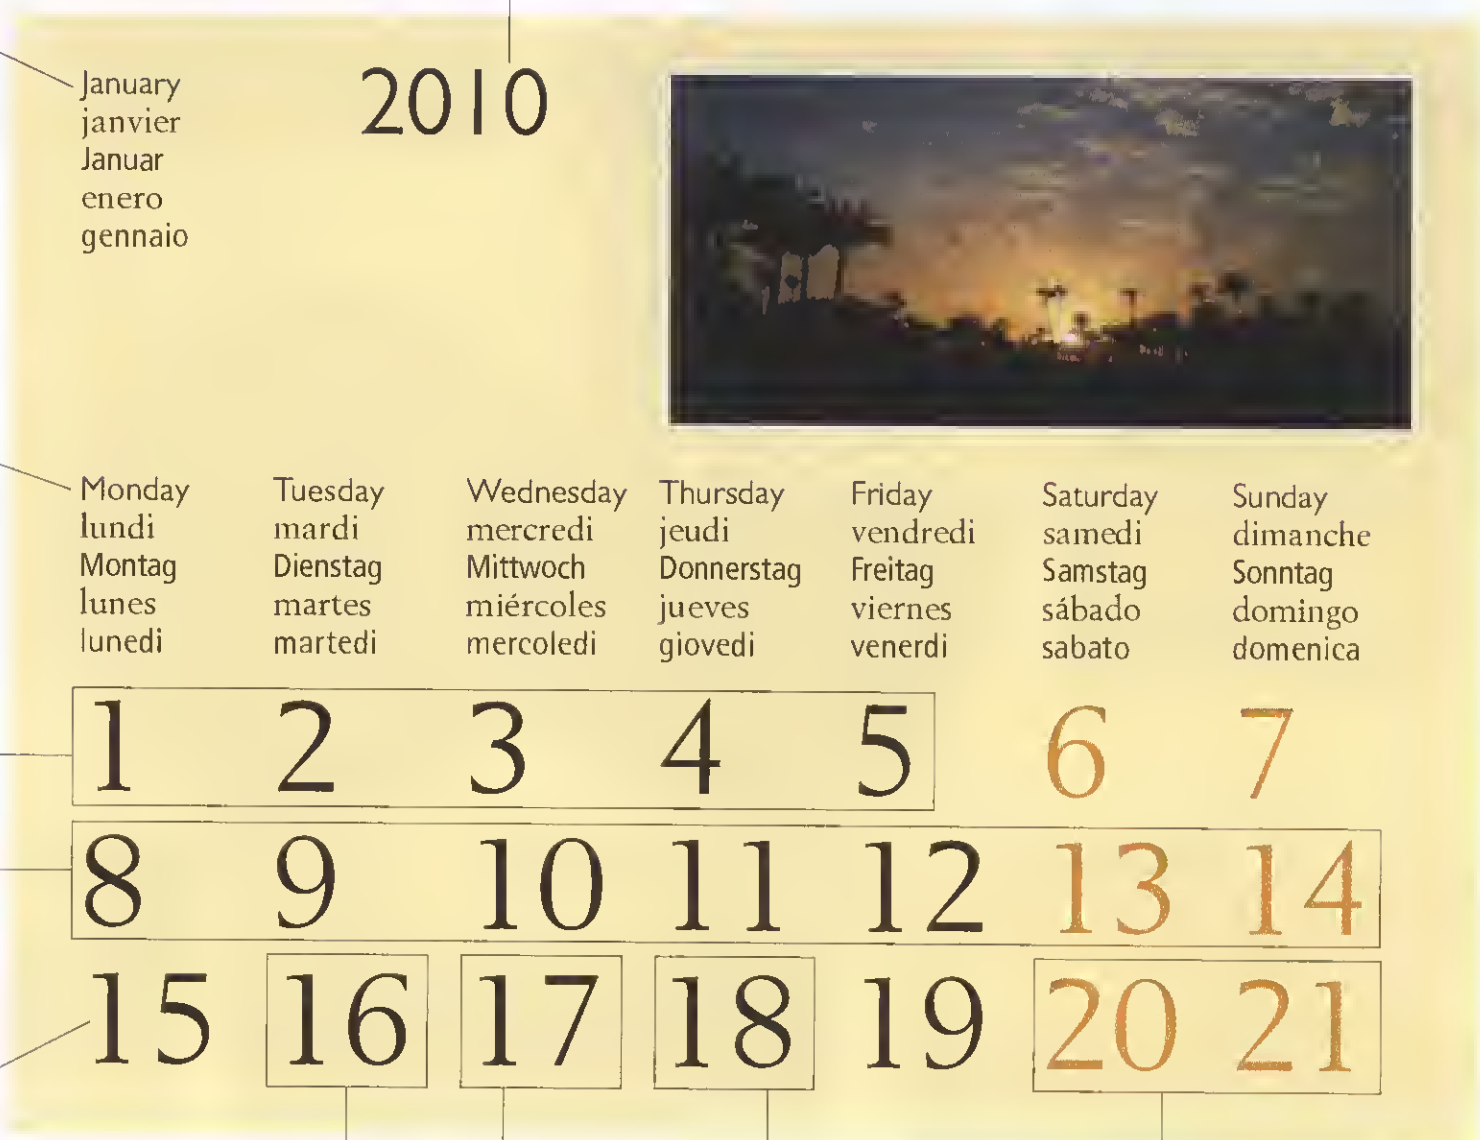 January
janvier
Januar
enero
gennaio
2010
Monday Tuesday Wednesday Thursday Friday Saturday Sunday
lundi mardi mercredi jeudi vendredi samedi dimanche
Montag Dienstag Mittwoch Donnerstag Freitag Samstag Sonntag
lunes martes miércoles jueves viernes sábado domingo
lunedi martedi mercoledi giovedi venerdi sabato domenica
1 2 3 4 5 6 7
8 9 10 11 12 13 14
15 16 17 18 19 20 21